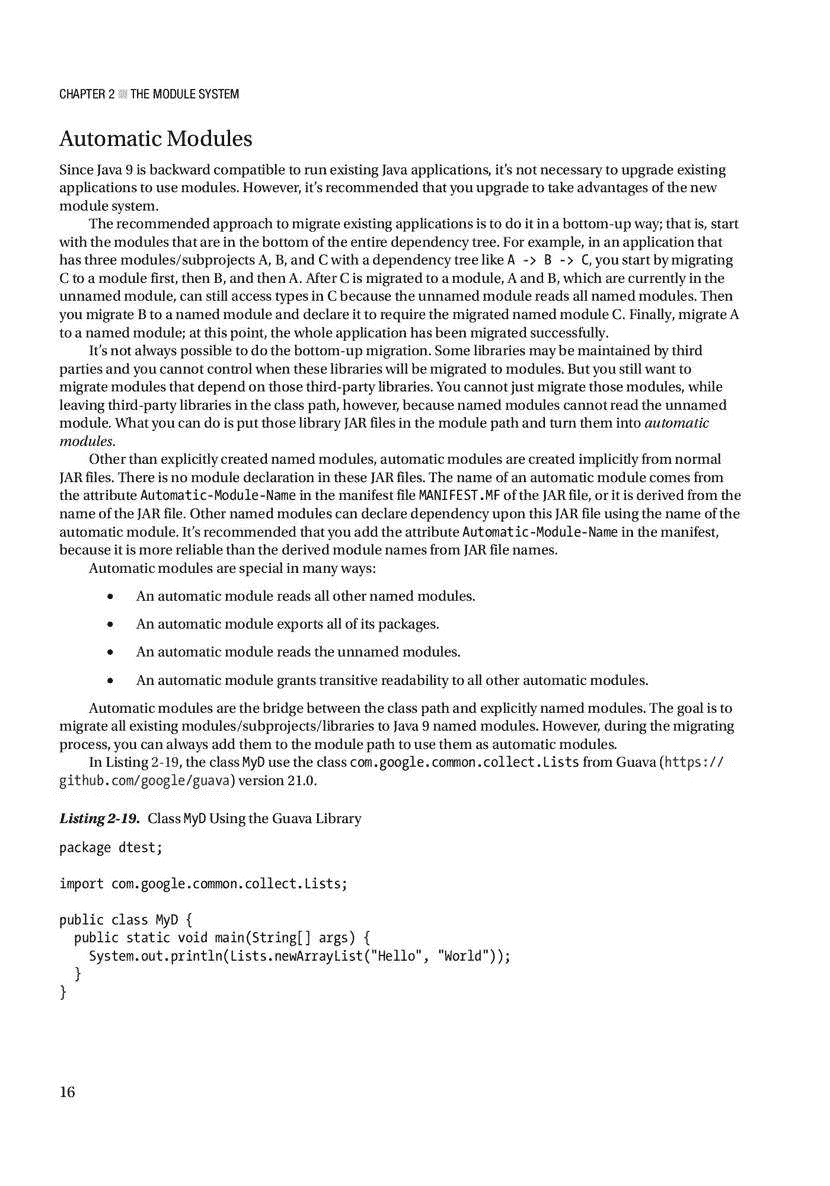 CHAPTER 2 ■ THE MODULE SYSTEM
Automatic Modules
Since Java 9 is backward compatible to run existing Java applications, it's not necessary to upgrade existing
applications to use modules. However, it's recommended that you upgrade to take advantages of the new
module system.
The recommended approach to migrate existing applications is to do it in a bottom-up way; that is, start
with the modules that are in the bottom of the entire dependency tree. For example, in an application that
has three modules/subprojects A, B, and C with a dependency tree like A -> B -> C, you start by migrating
C to a module first, then B, and then A. After C is migrated to a module, A and B, which are currently in the
unnamed module, can still access types in C because the unnamed module reads all named modules. Then
you migrate B to a named module and declare it to require the migrated named module C. Finally, migrate A
to a named module; at this point, the whole application has been migrated successfully.
It's not always possible to do the bottom-up migration. Some libraries may be maintained by third
parties and you cannot control when these libraries will be migrated to modules. But you still want to
migrate modules that depend on those third-party libraries. You cannot just migrate those modules, while
leaving third-party libraries in the class path, however, because named modules cannot read the unnamed
module. What you can do is put those library JAR files in the module path and turn them into automatic
modules.
Other than explicitly created named modules, automatic modules are created implicitly from normal
JAR files. There is no module declaration in these JAR files. The name of an automatic module comes from
the attribute Automatic-Module-Name in the manifest file MANIFEST.MF of the JAR file, or it is derived from the
name of the JAR file. Other named modules can declare dependency upon this JAR file using the name of the
automatic module. It's recommended that you add the attribute Automatic-Module-Name in the manifest,
because it is more reliable than the derived module names from JAR file names.
Automatic modules are special in many ways:
• An automatic module reads all other named modules.
• An automatic module exports all of its packages.
• An automatic module reads the unnamed modules.
• An automatic module grants transitive readability to all other automatic modules.
Automatic modules are the bridge between the class path and explicitly named modules. The goal is to
migrate all existing modules/subprojects/libraries to Java 9 named modules. However, during the migrating
process, you can always add them to the module path to use them as automatic modules.
In Listing 2-19, the class MyD use the class com.google.common.collect.Lists from Guava (https://
github.com/google/guava) version 21.0.
Listing 2-19. Class MyD Using the Guava Library
package dtest;
import com.google.common.collect.Lists;
public class MyD {
  public static void main(String[] args) {
    System.out.println(Lists.newArrayList("Hello", "World"));
  }
}
16